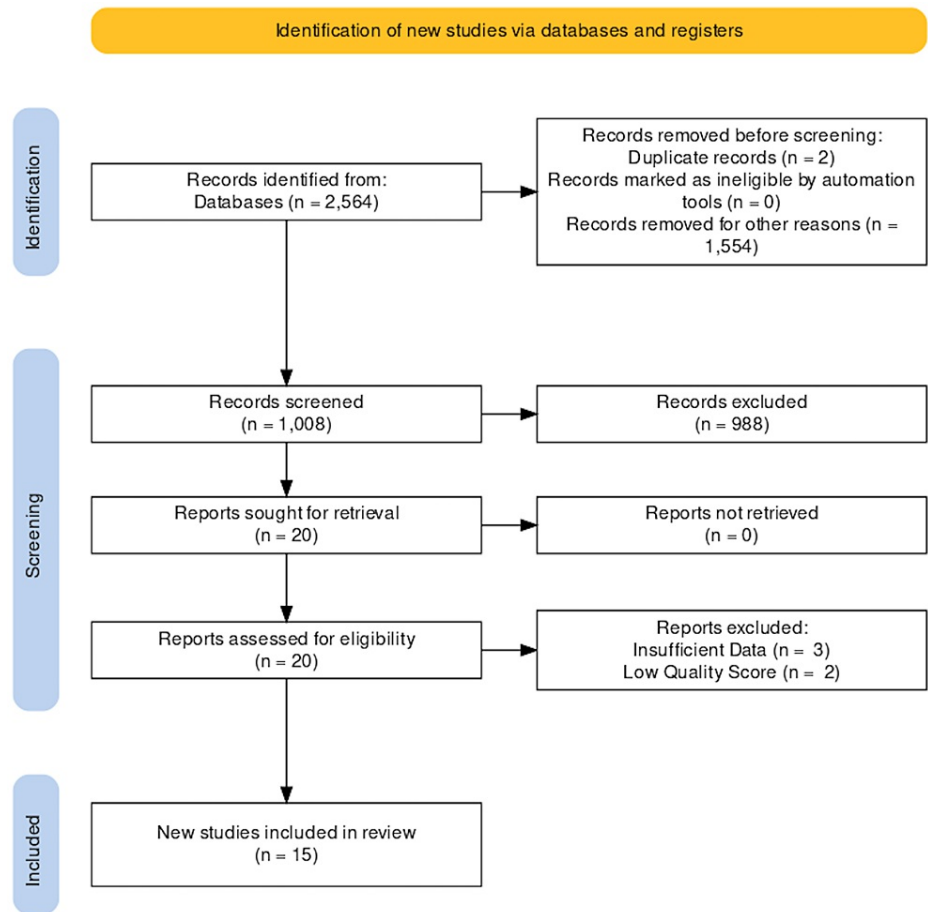 Identification of new studies via databases and registers
Identification
Records identified from:
Databases (n = 2,564)
Records removed before screening:
Duplicate records (n = 2)
Records marked as ineligible by automation
tools (n = 0)
Records removed for other reasons (n =
1,554)
Screening
Records screened
(n = 1,008)
Records excluded
(n = 988)
Reports sought for retrieval
(n = 20)
Reports not retrieved
(n = 0)
Reports assessed for eligibility
(n = 20)
Reports excluded:
Insufficient Data (n =  3)
Low Quality Score (n =  2)
Included
New studies included in review
(n = 15)